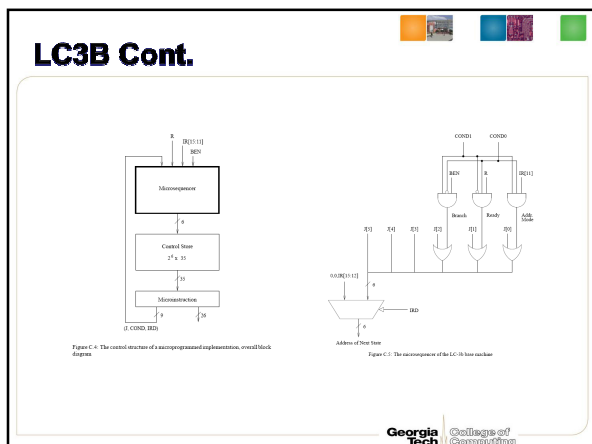 LC3B Cont.
R
IR[15:11]
BEN
Microsequencer
6
Control Store
2^6 x 35
35
Microinstruction
9
26
(J, COND, IRD)
Figure C.4: The control structure of a microprogrammed implementation, overall block
diagram
COND1 COND0
BEN R IR[11]
Branch Ready Addr.
Mode
J[5] J[4] J[3] J[2] J[1] J[0]
0,0,IR[15:12]
6
IRD
6
Address of Next State
Figure C.5: The microsequencer of the LC-3b base machine
Georgia College of
Tech Computing